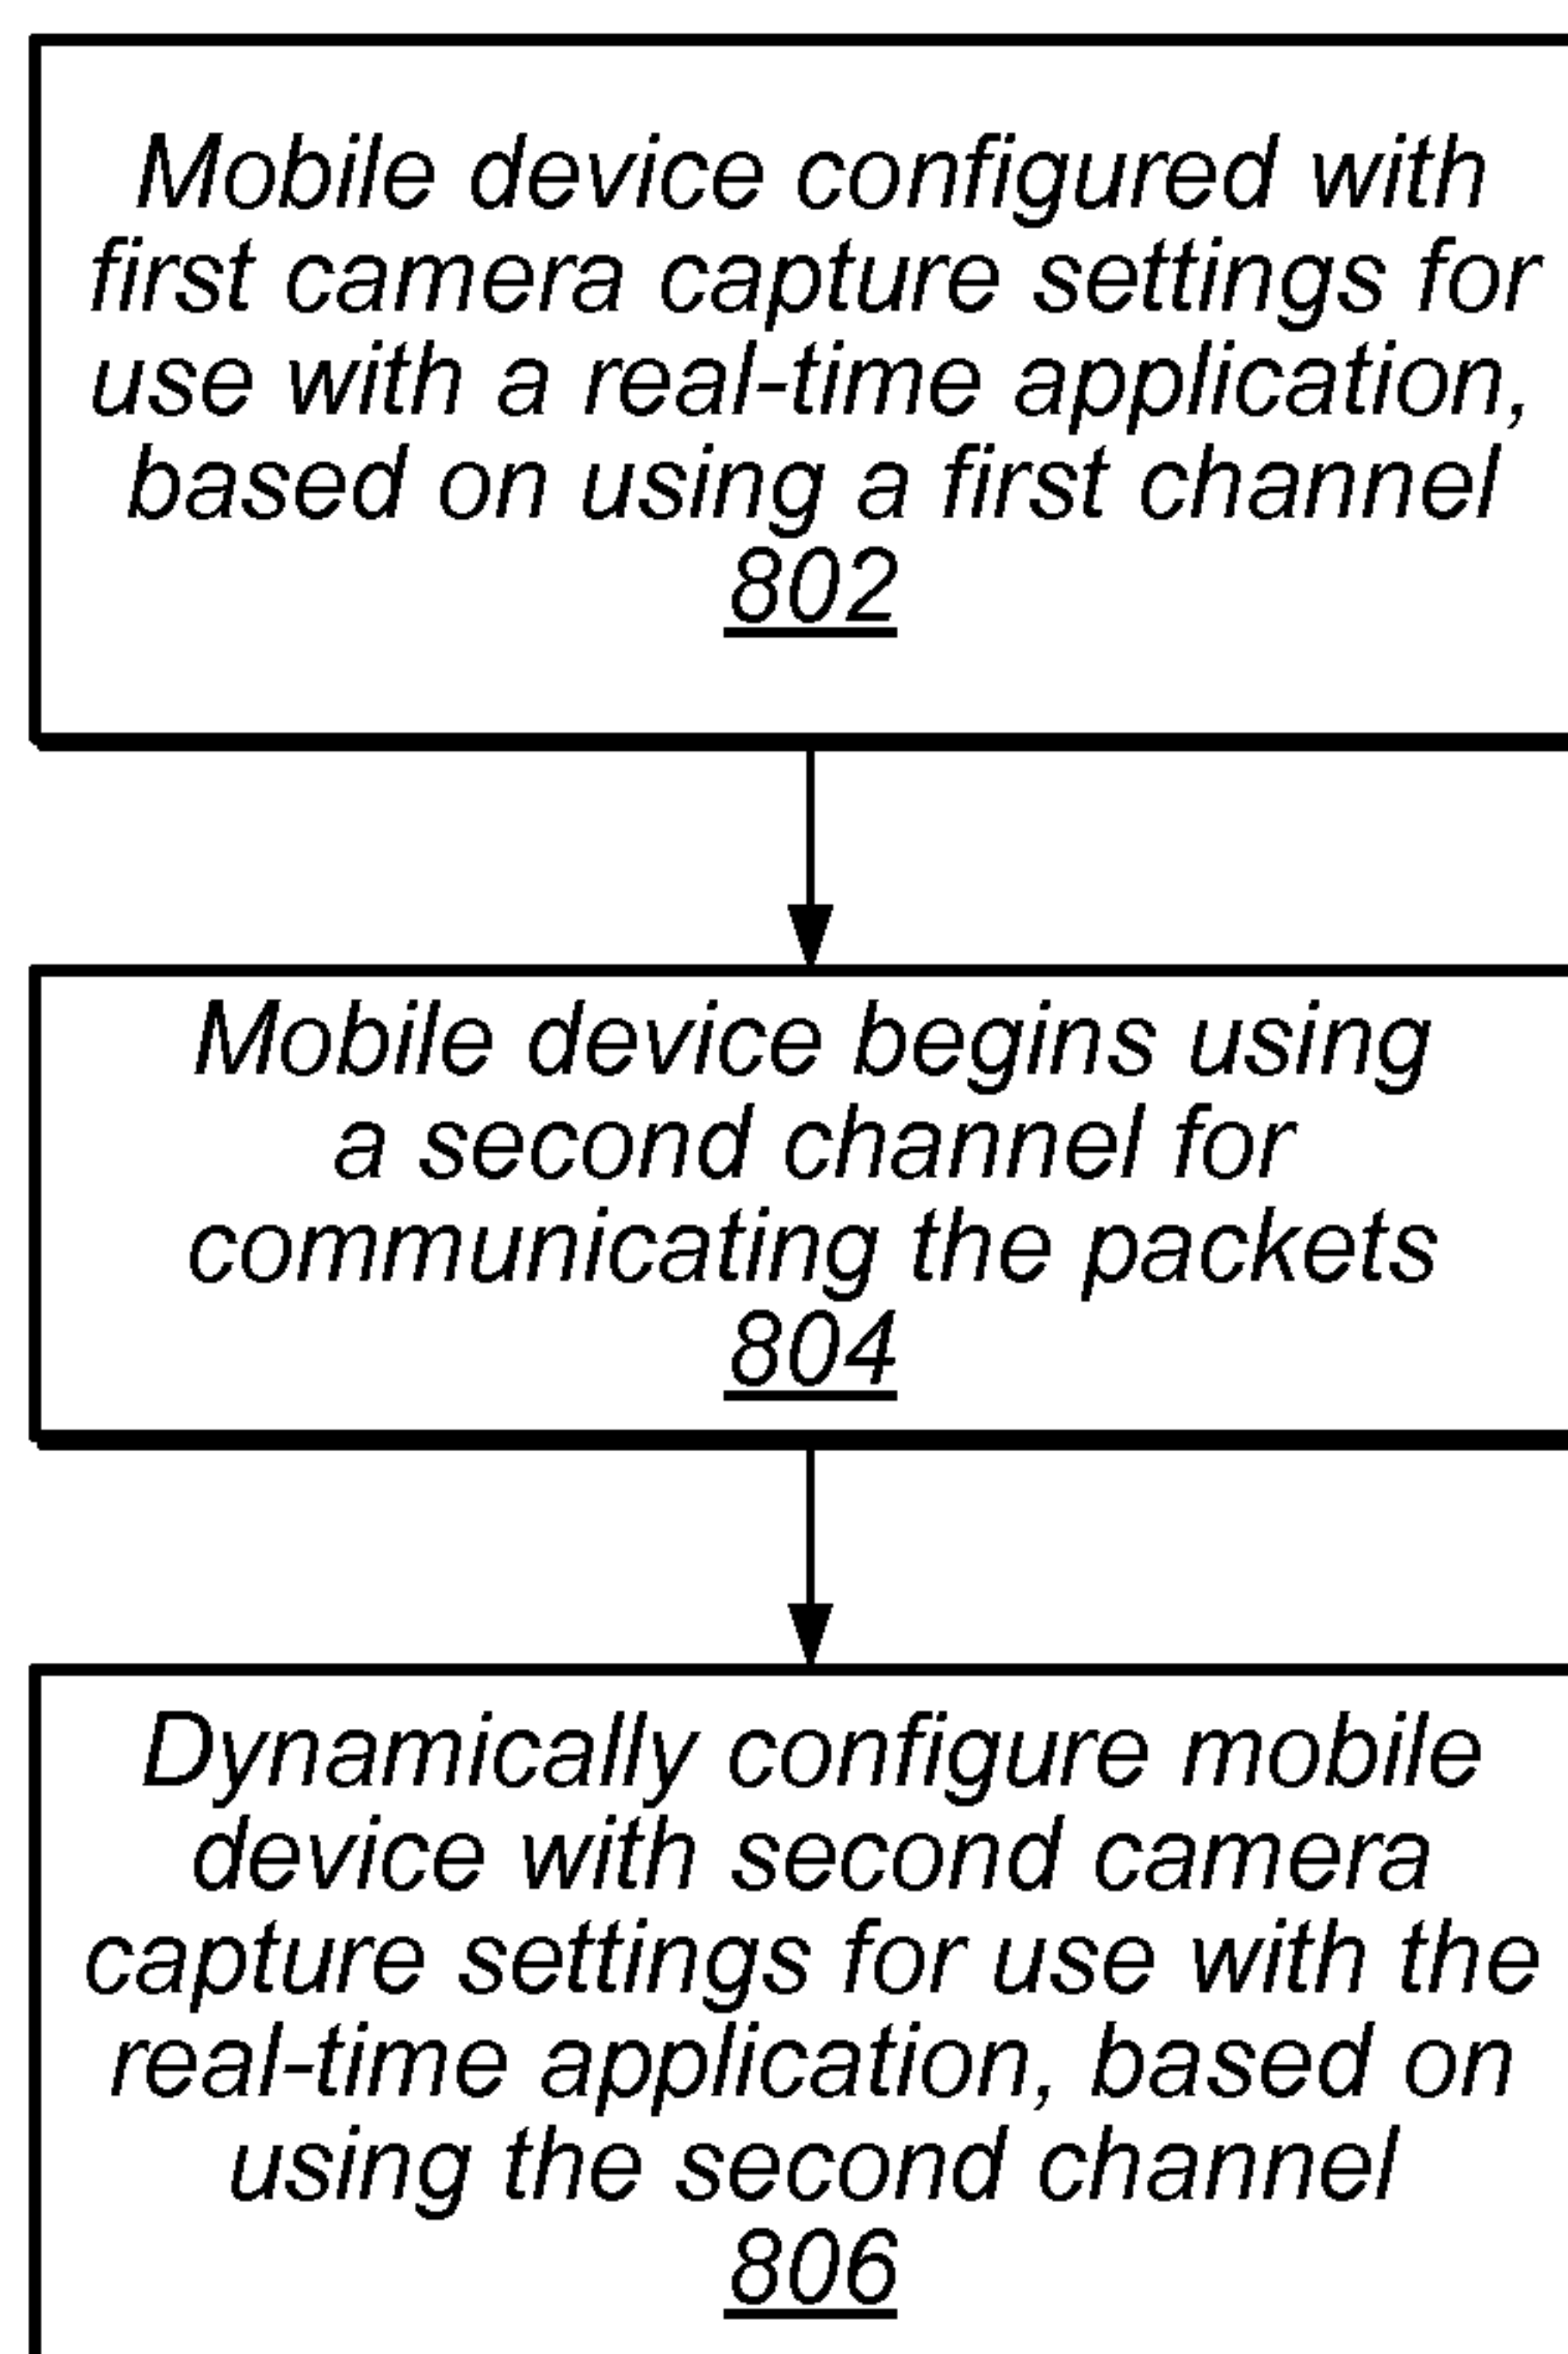 Mobile device configured with
first camera capture settings for
use with a real-time application,
based on using a first channel
802
Mobile device begins using
a second channel for
communicating the packets
804
Dynamically configure mobile
device with second camera
capture settings for use with the
real-time application, based on
using the second channel
806